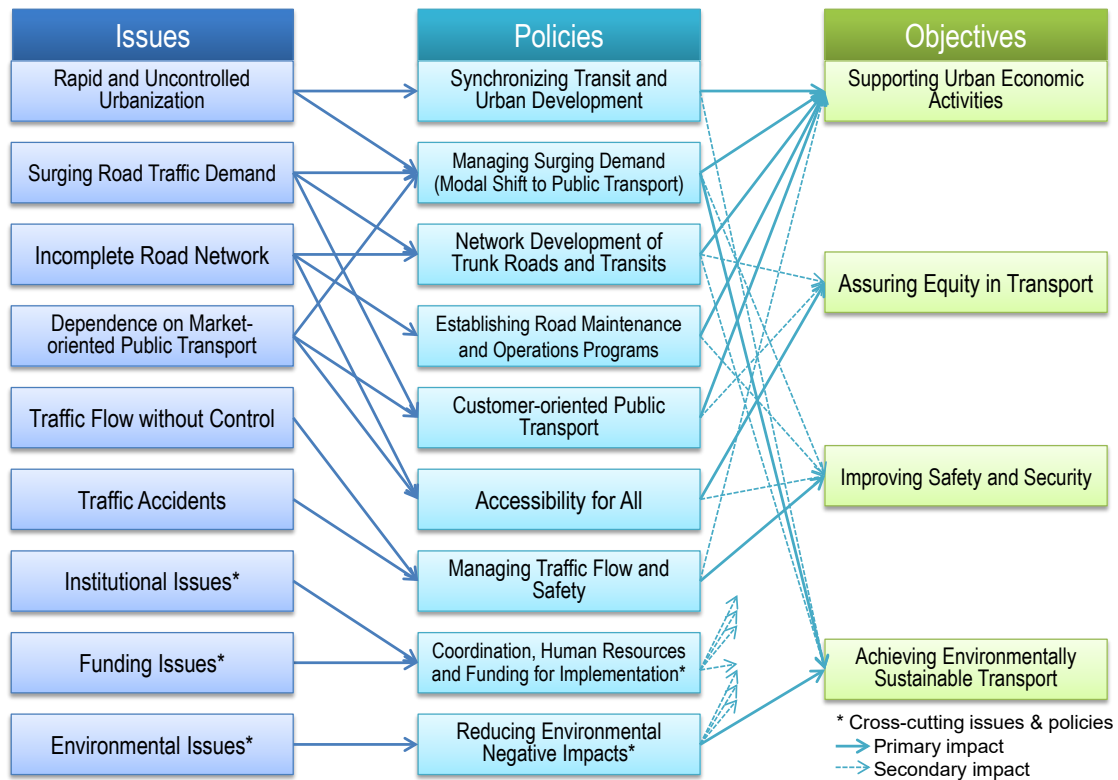 Issues
Rapid and Uncontrolled
Urbanization
Surging Road Traffic Demand
Incomplete Road Network
Dependence on Market-
oriented Public Transport
Traffic Flow without Control
Traffic Accidents
Institutional Issues*
Funding Issues*
Environmental Issues*
Policies
Synchronizing Transit and
Urban Development
Managing Surging Demand
(Modal Shift to Public Transport)
Network Development of
Trunk Roads and Transits
Establishing Road Maintenance
and Operations Programs
Customer-oriented Public
Transport
Accessibility for All
Managing Traffic Flow and
Safety
Coordination, Human Resources
and Funding for Implementation*
Reducing Environmental
Negative Impacts*
Objectives
Supporting Urban Economic
Activities
Assuring Equity in Transport
Improving Safety and Security
Achieving Environmentally
Sustainable Transport
* Cross-cutting issues & policies
Primary impact
Secondary impact